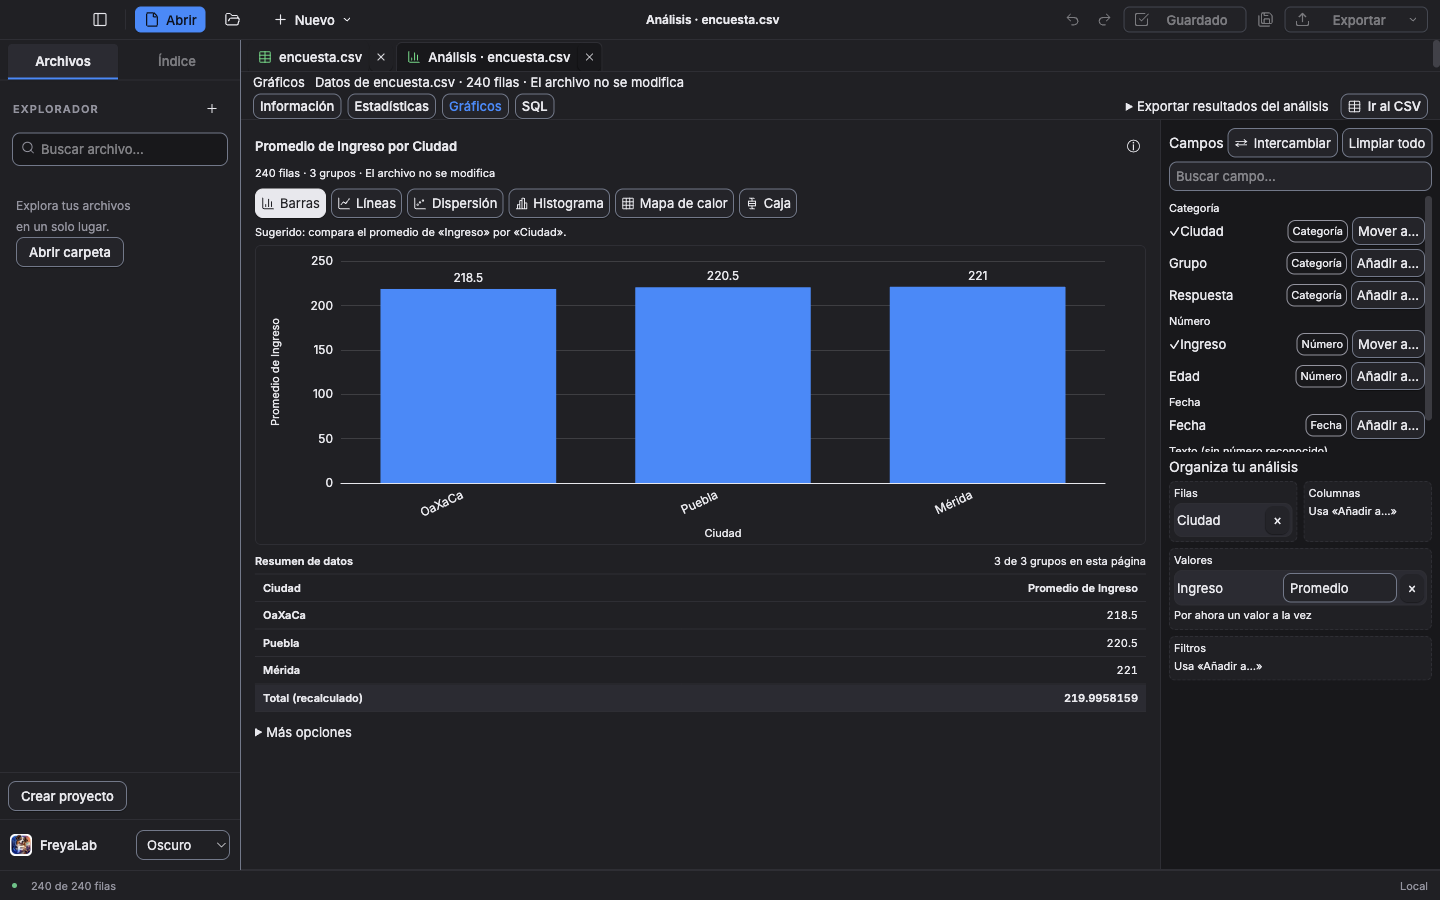 Abrir
Nuevo
Análisis · encuesta.csv
Guardado
Exportar
Archivos
Índice
encuesta.csv
Análisis · encuesta.csv
EXPLORADOR
Buscar archivo...
Explora tus archivos
en un solo lugar.
Abrir carpeta
Crear proyecto
FreyaLab
Oscuro
Gráficos Datos de encuesta.csv · 240 filas · El archivo no se modifica
Información
Estadísticas
Gráficos
SQL
Exportar resultados del análisis
Ir al CSV
Promedio de Ingreso por Ciudad
240 filas · 3 grupos · El archivo no se modifica
Barras
Líneas
Dispersión
Histograma
Mapa de calor
Caja
Sugerido: compara el promedio de «Ingreso» por «Ciudad».
250
200
150
100
50
0
Promedio de Ingreso
218.5
220.5
221
OaXaCa
Puebla
Mérida
Ciudad
Resumen de datos
3 de 3 grupos en esta página
Ciudad Promedio de Ingreso
OaXaCa 218.5
Puebla 220.5
Mérida 221
Total (recalculado) 219.9958159
Más opciones
Campos
Intercambiar
Limpiar todo
Buscar campo...
Categoría
Ciudad Categoría Mover a...
Grupo Categoría Añadir a...
Respuesta Categoría Añadir a...
Número
Ingreso Número Mover a...
Edad Número Añadir a...
Fecha
Fecha Fecha Añadir a...
Texto (sin número reconocido)
Organiza tu análisis
Filas
Ciudad
Columnas
Usa «Añadir a...»
Valores
Ingreso Promedio
Por ahora un valor a la vez
Filtros
Usa «Añadir a...»
240 de 240 filas
Local